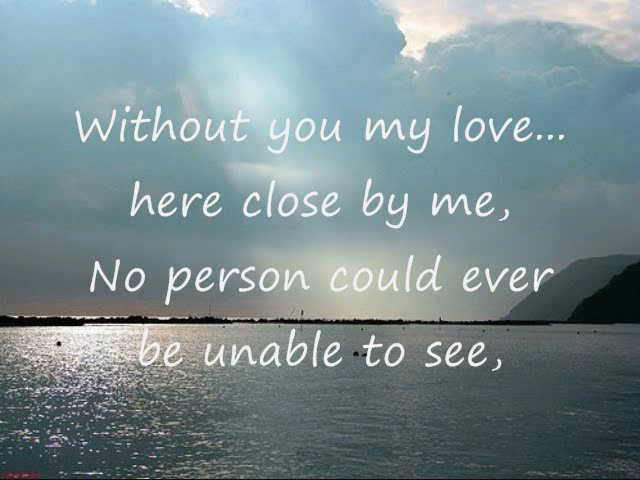 Without you my love...
here close by me,
No person could ever
be unable to see,